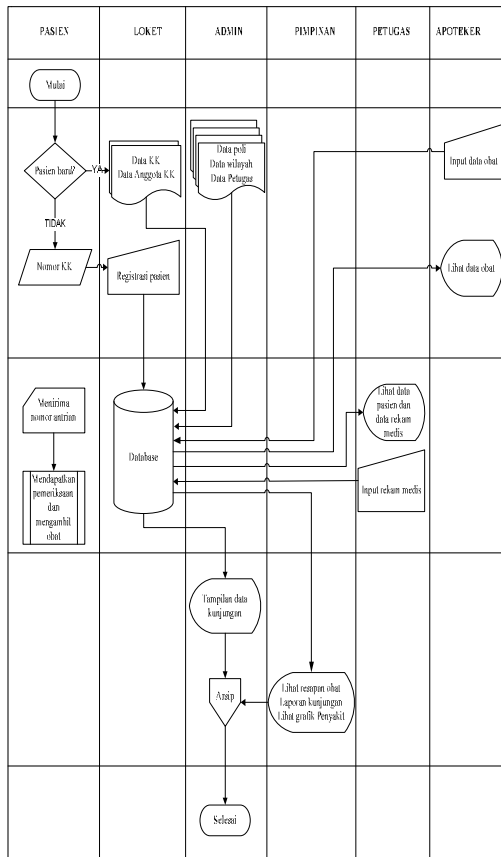 PASIEN
LOKET
ADMIN
PIMPINAN
PETUGAS
APOTEKER
Mulai
Pasien baru?
YA
TIDAK
Data KK
Data Anggota KK
Data poli
Data wilayah
Data Petugas
Input data obat
Nomor KK
Registrasi pasien
Lihat data obat
Menirima
nomor antrian
Database
Lihat data
pasien dan
data rekam
medis
Mendapatkan
pemeriksaan
dan
mengambil
obat
Input rekam medis
Tampilan data
kunjungan
Arsip
Lihat resapan obat
Laporan kunjungan
Lihat grafik Penyakit
Selesai